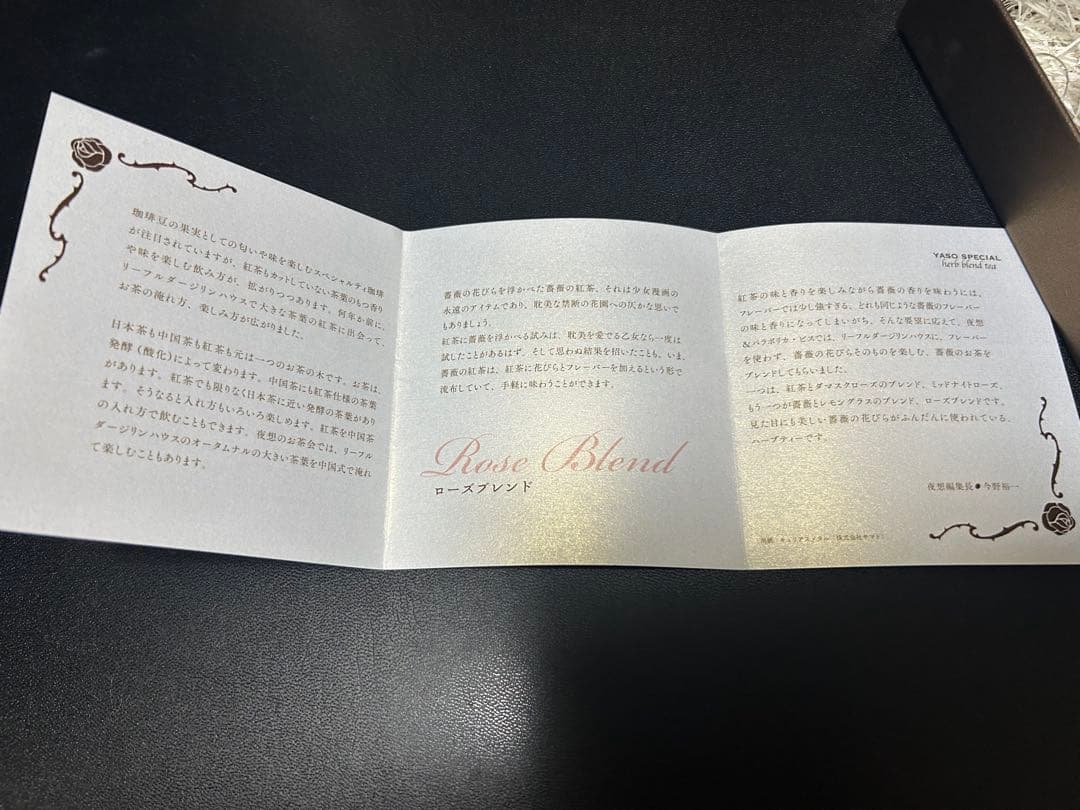 珈琲豆の果実としての匂いや味を楽しむスペシャルティ珈琲
が注目されていますが、紅茶もカットしていない茶葉のもつ香り
や味を楽しむ飲み方が、拡がりつつあります。何年か前に、
リーフルダージリンハウスで大きな茶葉の紅茶に出会って、
お茶の淹れ方、楽しみ方が広がりました。
日本茶も中国茶も紅茶も元は一つのお茶の木です。お茶は、
発酵(酸化)によって変わります。中国茶にも紅茶仕様の茶葉
があります。紅茶でも限りなく日本茶に近い発酵の茶葉があり
ます。そうなると入れ方もいろいろ楽しめます。紅茶を中国茶
の入れ方で飲むこともできます。夜想のお茶会では、リーフル
ダージリンハウスのオータムナルの大きい茶葉を中国式で淹れ
て楽しむこともあります。
薔薇の花びらを浮かべた薔薇の紅茶、それは少女漫画の
永遠のアイテムであり、耽美な禁断の花園への仄かな思いで
もありましょう。
紅茶に薔薇を浮かべる試みは、耽美を愛でる乙女なら一度は
試したことがあるはず。そして思わぬ結果を招いたことも。いま、
薔薇の紅茶は、紅茶に花びらとフレーバーを加えるという形で
流布していて、手軽に味わうことができます。
Rose Blend
ローズブレンド
YASO SPECIAL
herb blend tea
紅茶の味と香りを楽しみながら薔薇の香りを味わうには、
フレーバーでは少し強すぎる、どれも同じような薔薇のフレーバー
の味と香りになってしまいがち、そんな要望に応えて、夜想
&パラボリカ・ビスでは、リーフルダージリンハウスに、フレーバー
を使わず、薔薇の花びらそのものを楽しむ、薔薇のお茶を
ブレンドしてもらいました。
一つは、紅茶とダマスクローズのブレンド、ミッドナイトローズ、
もう一つが薔薇とレモングラスのブレンド、ローズブレンドです。
見た目にも美しい薔薇の花びらがふんだんに使われている、
ハーブティーです。
夜想編集長●今野裕一